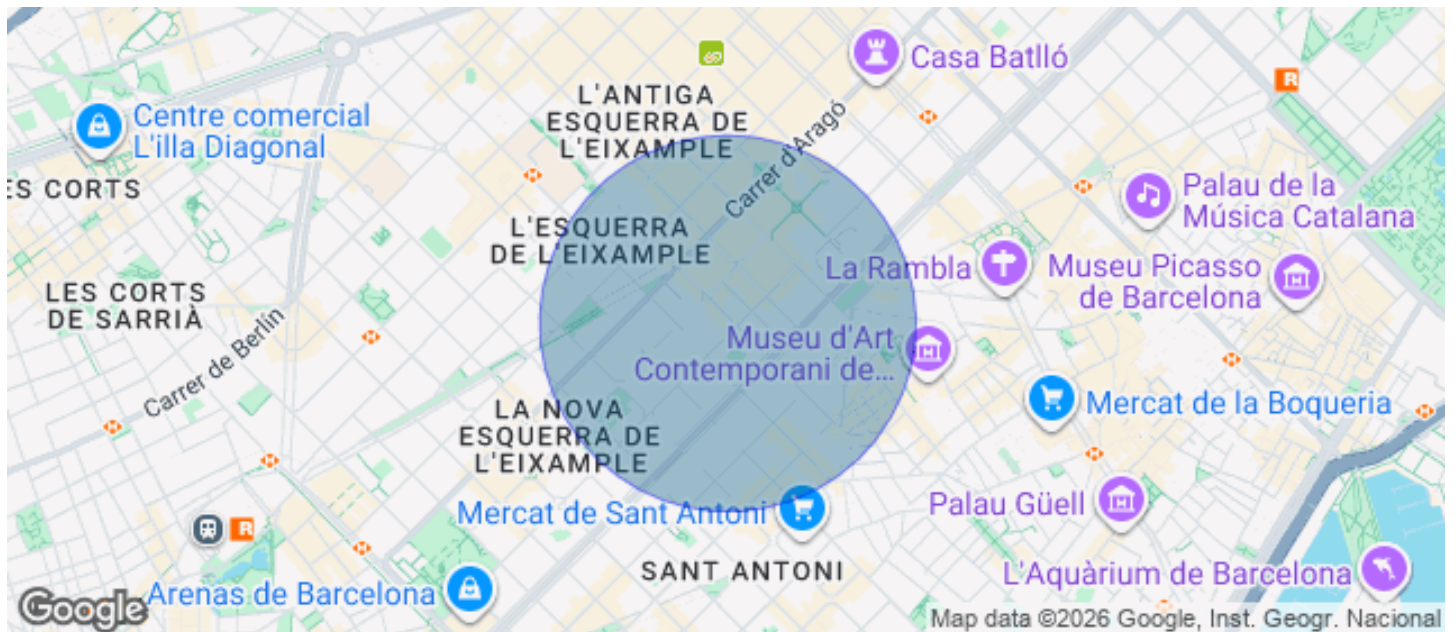 Casa Batlló
L'ANTIGA
ESQUERRA DE
L'EIXAMPLE
Centre comercial
L'illa Diagonal
Carrer d'Aragó
ES CORTS
Palau de la
Música Catalana
L'ESQUERRA
DE L'EIXAMPLE
La Rambla
Museu Picasso
de Barcelona
LES CORTS
DE SARRIÀ
Carrer de Berlín
Museu d'Art
Contemporani de...
Mercat de la Boqueria
LA NOVA
ESQUERRA DE
L'EIXAMPLE
Mercat de Sant Antoni
Palau Güell
R
R
SANT ANTONI
L'Aquàrium de Barcelona
Arenas de Barcelona
Google
Map data ©2026 Google, Inst. Geogr. Nacional